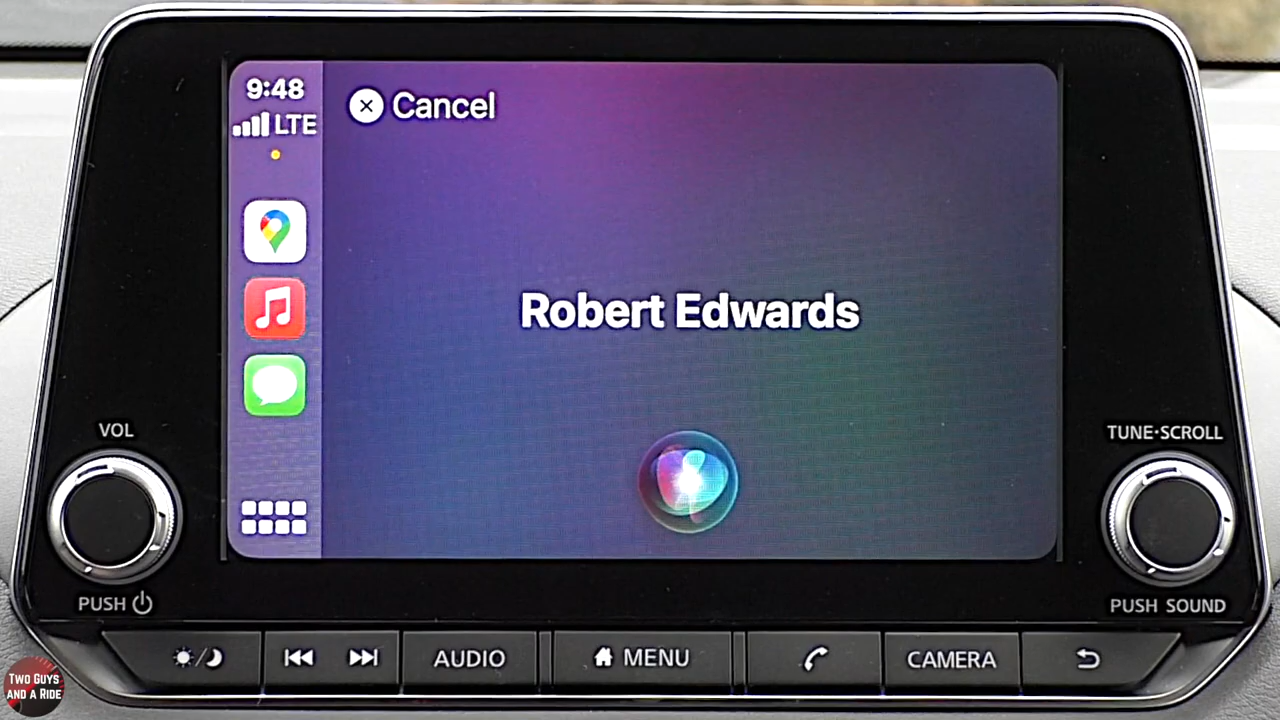 9:48
LTE
Cancel
Robert Edwards
VOL
TUNE·SCROLL
PUSH
PUSH SOUND
AUDIO
MENU
CAMERA
TWO GUYS
AND A RIDE